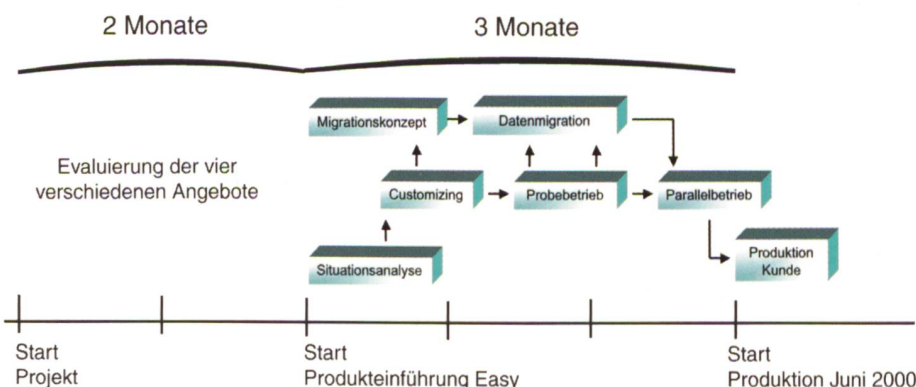 2 Monate
3 Monate
Migrationskonzept
Datenmigration
Evaluierung der vier
verschiedenen Angebote
Customizing
Probebetrieb
Parallelbetrieb
Situationsanalyse
Produktion
Kunde
Start
Projekt
Start
Produkteinführung Easy
Start
Produktion Juni 2000